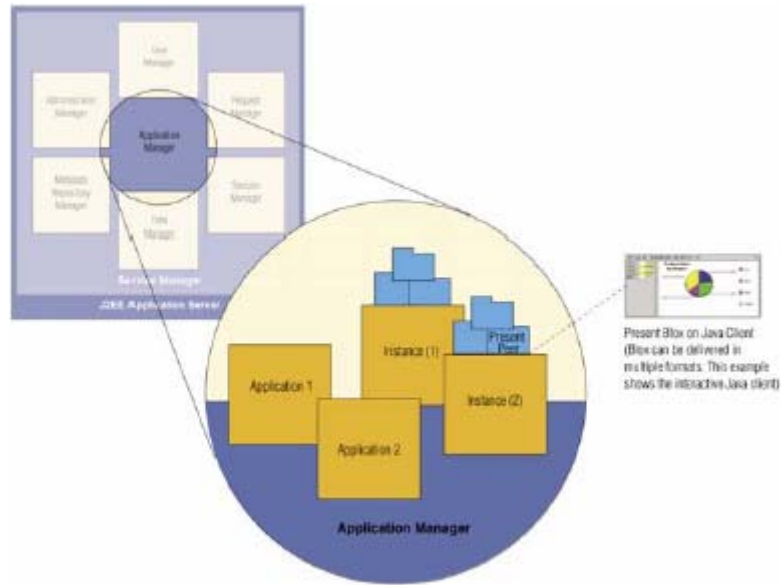 User
Manager
Administration
Manager
Request
Manager
Application
Manager
Metadata
Repository
Manager
Session
Manager
Data
Manager
Service Manager
J2EE Application Server
Instance (1)
Present
Application 1
Instance (2)
Application 2
Application Manager
Present Blox on Java Client
(Blox can be delivered in
multiple formats. This example
shows the interactive Java client)